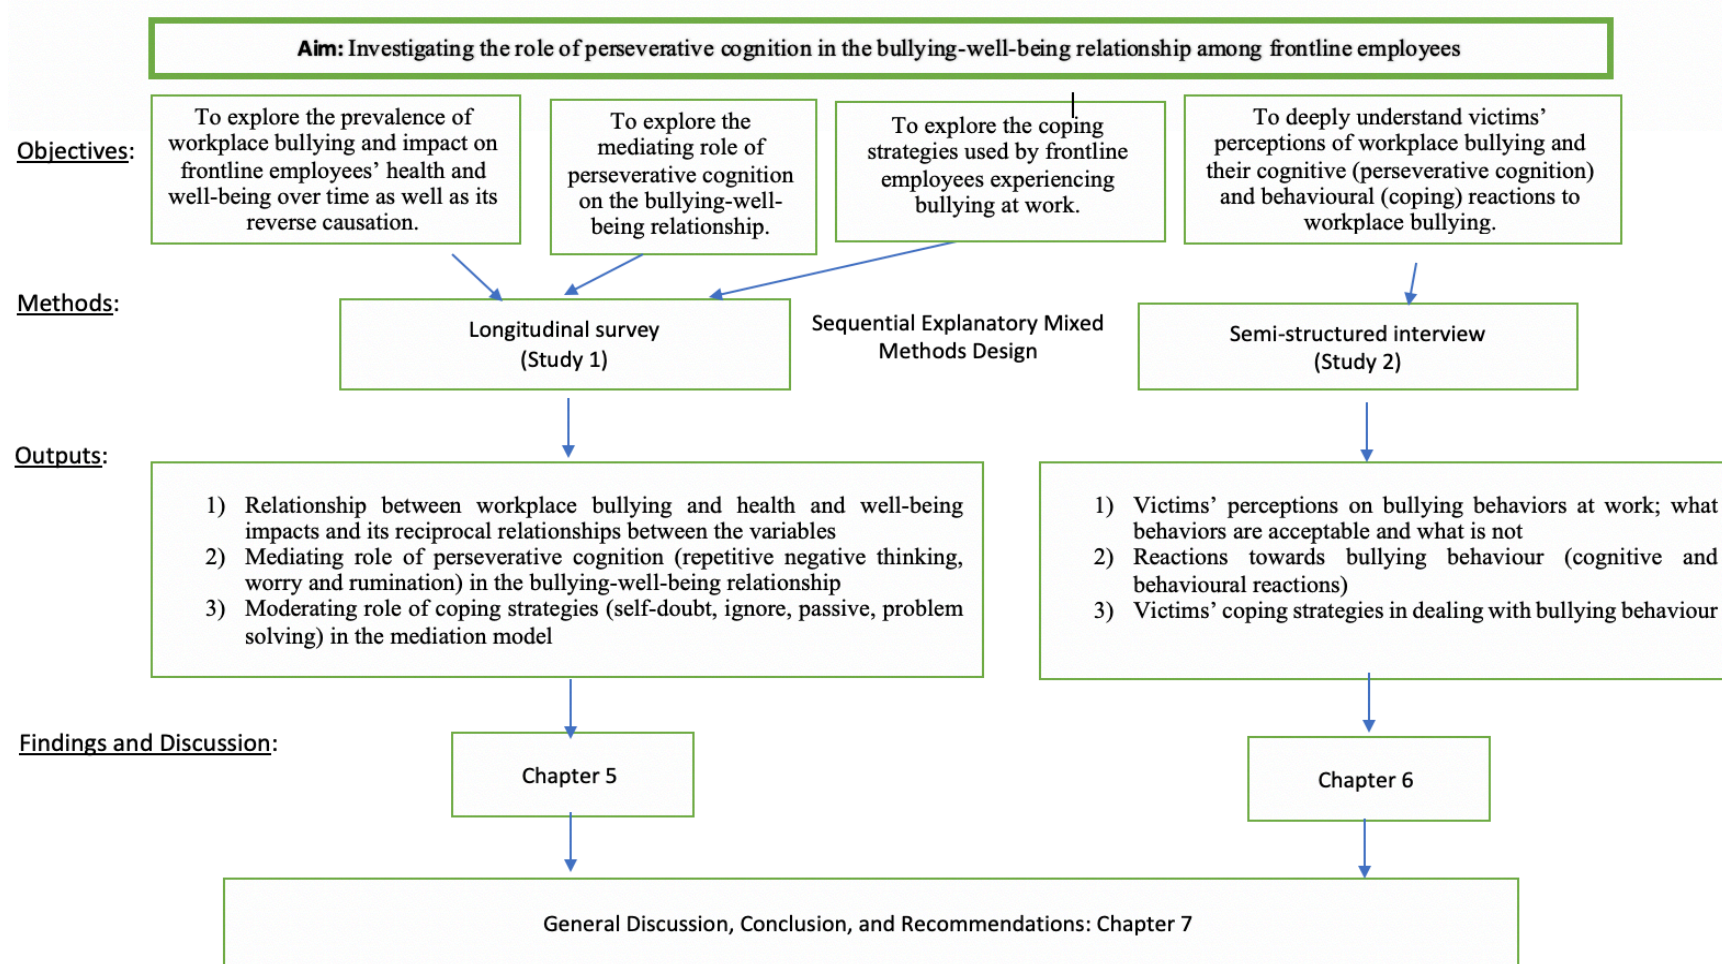 Aim: Investigating the role of perseverative cognition in the bullying-well-being relationship among frontline employees
Objectives:
To explore the prevalence of
workplace bullying and impact on
frontline employees' health and
well-being over time as well as its
reverse causation.
To explore the
mediating role of
perseverative cognition
on the bullying-well-
being relationship.
To explore the coping
strategies used by frontline
employees experiencing
bullying at work.
To deeply understand victims'
perceptions of workplace bullying and
their cognitive (perseverative cognition)
and behavioural (coping) reactions to
workplace bullying.
Methods:
Longitudinal survey
(Study 1)
Sequential Explanatory Mixed
Methods Design
Semi-structured interview
(Study 2)
Outputs:
1) Relationship between workplace bullying and health and well-being
impacts and its reciprocal relationships between the variables
2) Mediating role of perseverative cognition (repetitive negative thinking,
worry and rumination) in the bullying-well-being relationship
3) Moderating role of coping strategies (self-doubt, ignore, passive, problem
solving) in the mediation model
1) Victims' perceptions on bullying behaviors at work; what
behaviors are acceptable and what is not
2) Reactions towards bullying behaviour (cognitive and
behavioural reactions)
3) Victims' coping strategies in dealing with bullying behaviour
Findings and Discussion:
Chapter 5
Chapter 6
General Discussion, Conclusion, and Recommendations: Chapter 7